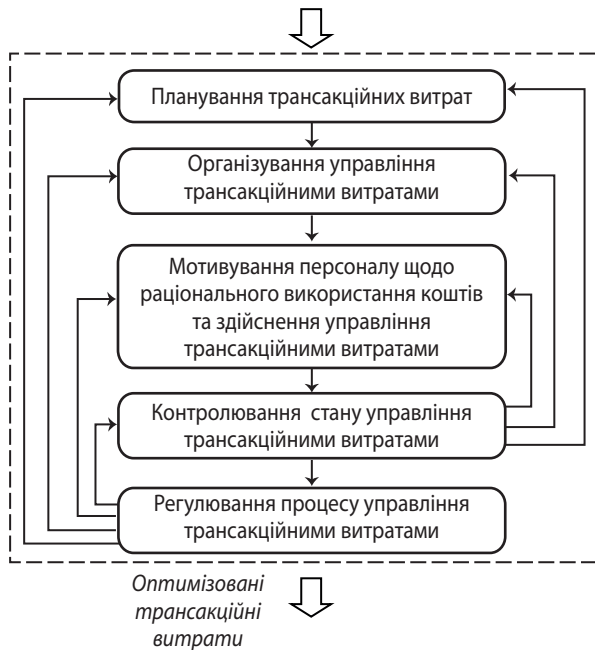 Планування трансакційних витрат
Організування управління
трансакційними витратами
Мотивування персоналу щодо
раціонального використання коштів
та здійснення управління
трансакційними витратами
Контролювання стану управління
трансакційними витратами
Регулювання процесу управління
трансакційними витратами
Оптимізовані
трансакційні
витрати